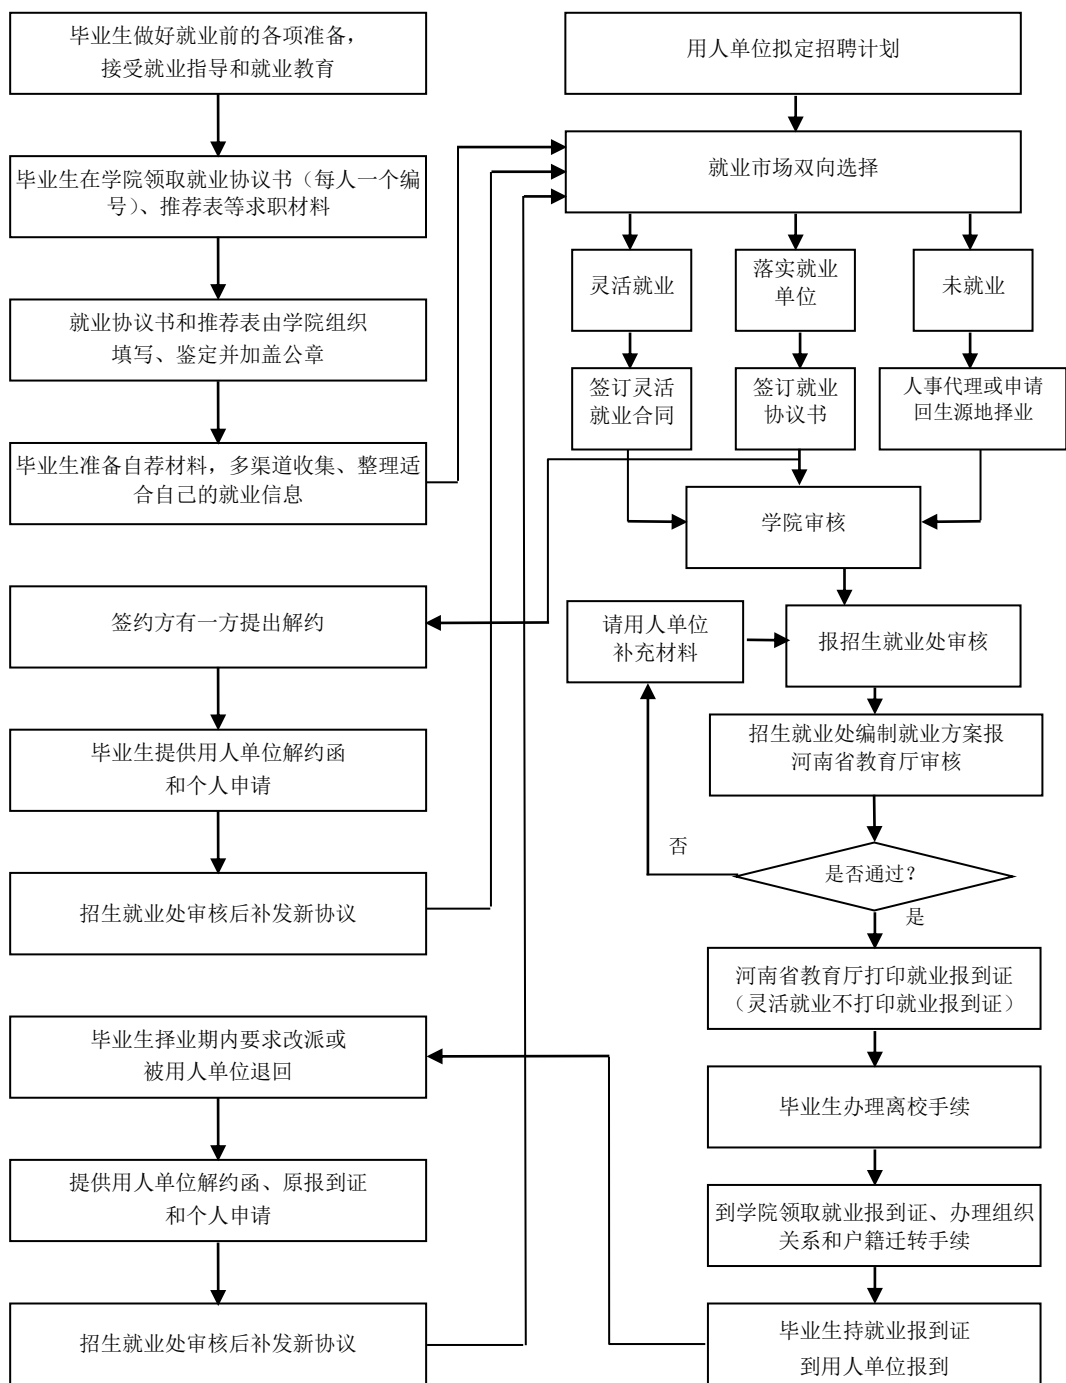 毕业生做好就业前的各项准备，
接受就业指导和就业教育
毕业生在学院领取就业协议书（每人一个编
号）、推荐表等求职材料
就业协议书和推荐表由学院组织
填写、鉴定并加盖公章
毕业生准备自荐材料，多渠道收集、整理适
合自己的就业信息
签约方有一方提出解约
毕业生提供用人单位解约函
和个人申请
招生就业处审核后补发新协议
毕业生择业期内要求改派或
被用人单位退回
提供用人单位解约函、原报到证
和个人申请
招生就业处审核后补发新协议
用人单位拟定招聘计划
就业市场双向选择
灵活就业
落实就业
单位
未就业
签订灵活
就业合同
签订就业
协议书
人事代理或申请
回生源地择业
学院审核
请用人单位
补充材料
报招生就业处审核
招生就业处编制就业方案报
河南省教育厅审核
否
是否通过？
是
河南省教育厅打印就业报到证
（灵活就业不打印就业报到证）
毕业生办理离校手续
到学院领取就业报到证、办理组织
关系和户籍迁转手续
毕业生持就业报到证
到用人单位报到